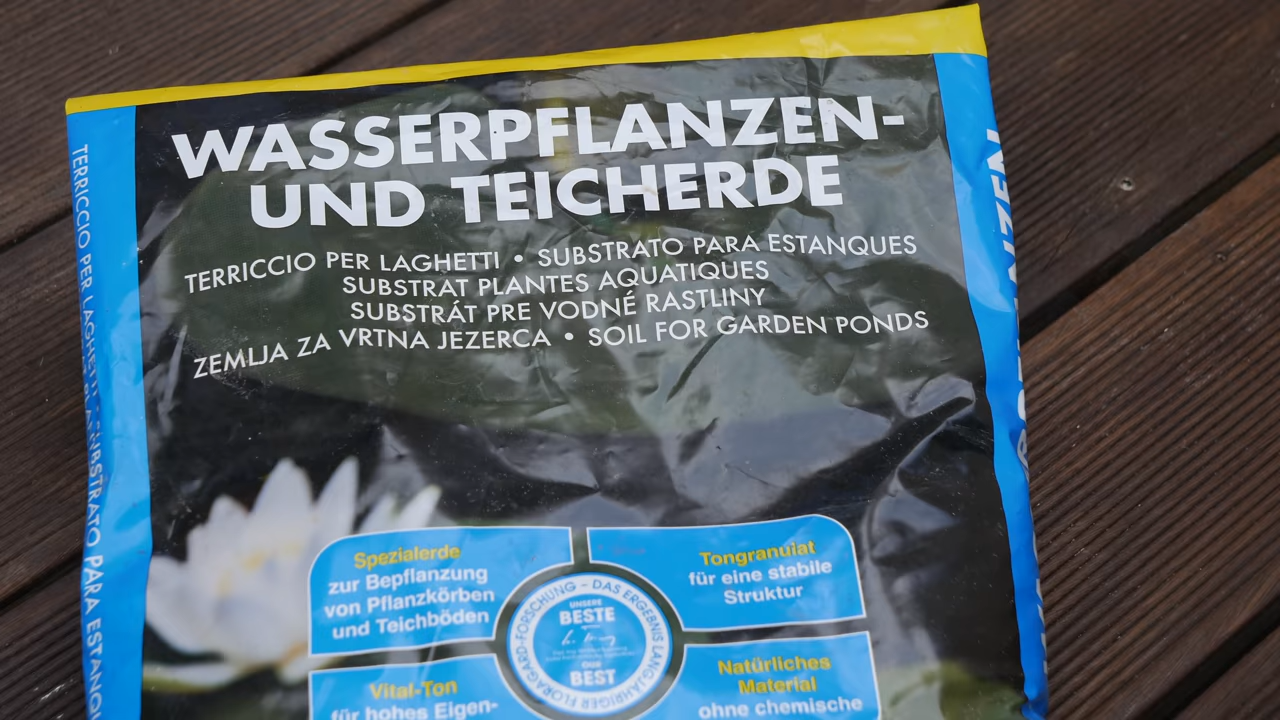 WASSERPFLANZEN-
UND TEICHERDE
TERRICCIO PER LAGHETTI • SUBSTRATO PARA ESTANQUES
SUBSTRAT PLANTES AQUATIQUES
SUBSTRÁT PRE VODNÉ RASTLINY
ZEMLJA ZA VRTNA JEZERCA • SOIL FOR GARDEN PONDS
Spezialerde
zur Bepflanzung
von Pflanzkörben
und Teichböden
Tongranulat
für eine stabile
Struktur
FLORAGARD-FORSCHUNG – DAS ERGEBNIS LANGJÄHRIGER
UNSERE
BESTE
OUR
BEST
Vital-Ton
für hohes Eigen-
Natürliches
Material
ohne chemische
TERRICCIO PER LAGHETTI
SUBSTRATO PARA ESTANQU